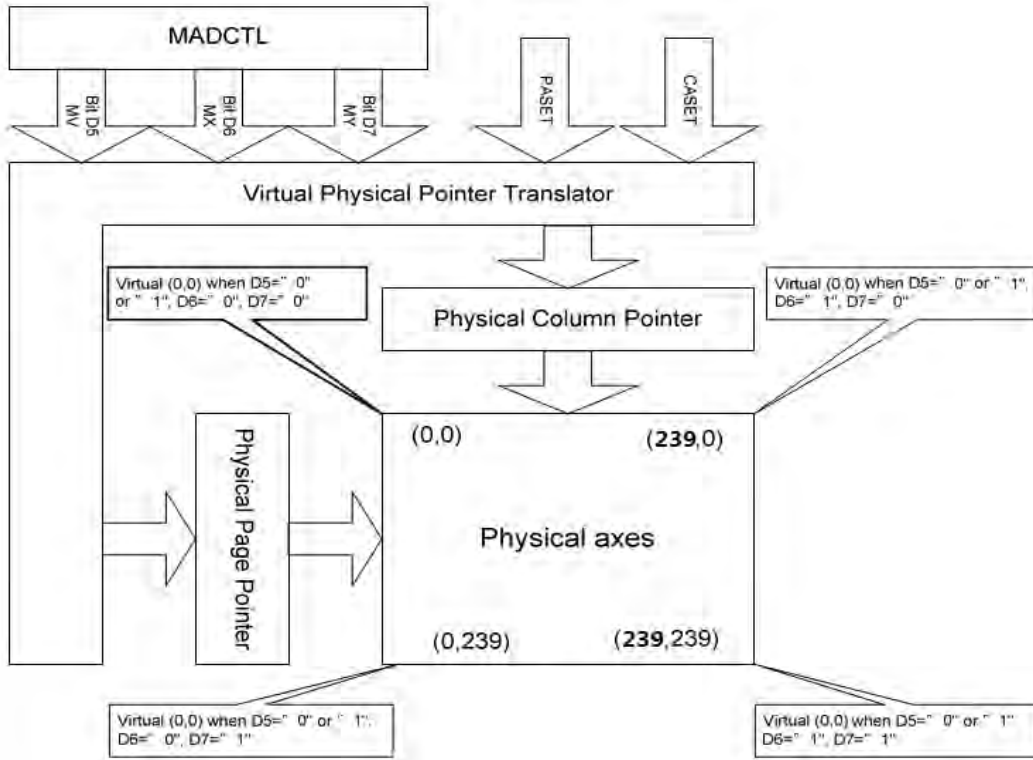 MADCTL
Bit D5
MV
Bit D6
MX
Bit D7
MY
PASET
CASET
Virtual Physical Pointer Translator
Virtual (0,0) when D5=" 0"
or " 1", D6=" 0", D7=" 0"
Virtual (0,0) when D5=" 0" or " 1",
D6=" 1", D7=" 0"
Physical Column Pointer
(0,0)
(239,0)
Physical Page Pointer
Physical axes
(0,239)
(239,239)
Virtual (0,0) when D5=" 0" or " 1",
D6=" 0", D7=" 1"
Virtual (0,0) when D5=" 0" or " 1",
D6=" 1", D7=" 1"